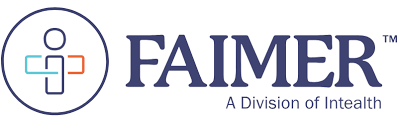 FAIMER™
A Division of Intealth